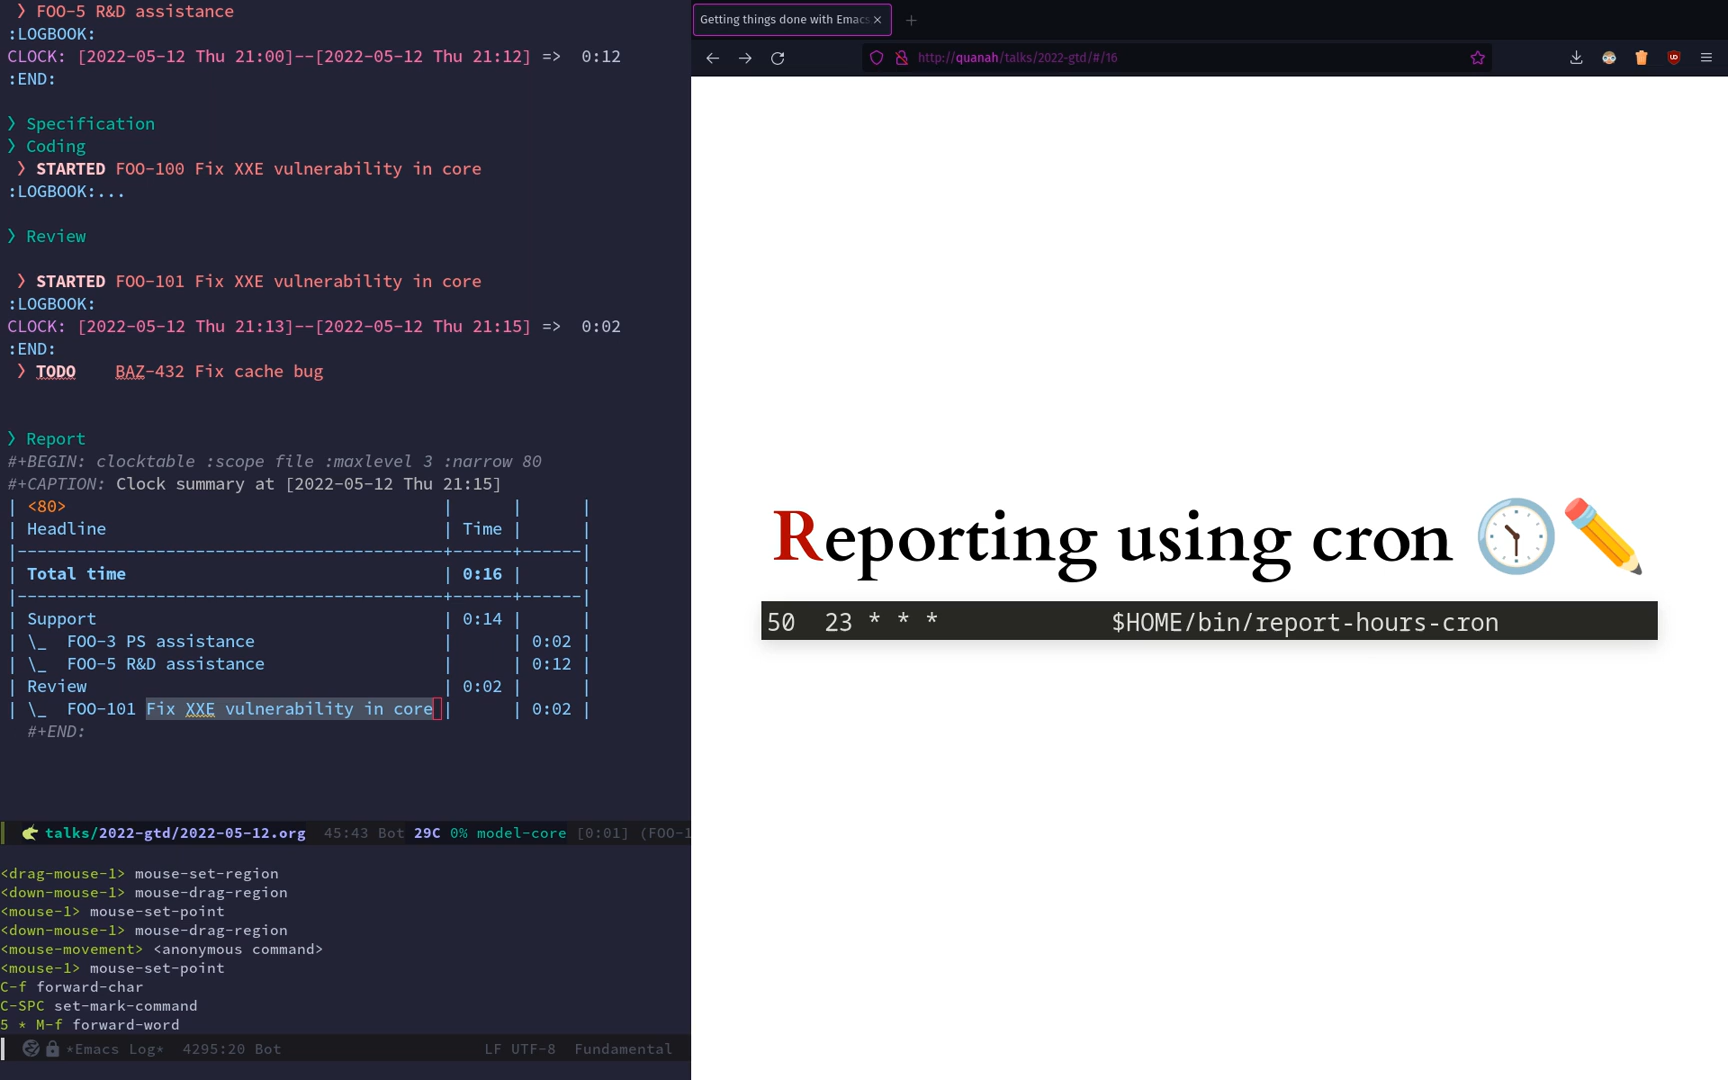 ❯ FOO-5 R&D assistance
:LOGBOOK:
CLOCK: [2022-05-12 Thu 21:00]--[2022-05-12 Thu 21:12] =>  0:12
:END:
❯ Specification
❯ Coding
❯ STARTED FOO-100 Fix XXE vulnerability in core
:LOGBOOK:...
❯ Review
❯ STARTED FOO-101 Fix XXE vulnerability in core
:LOGBOOK:
CLOCK: [2022-05-12 Thu 21:13]--[2022-05-12 Thu 21:15] =>  0:02
:END:
❯ TODO    BAZ-432 Fix cache bug
❯ Report
#+BEGIN: clocktable :scope file :maxlevel 3 :narrow 80
#+CAPTION: Clock summary at [2022-05-12 Thu 21:15]
| <80>                                      |      |      |
| Headline                                  | Time |      |
|-------------------------------------------+------+------|
| Total time                                | 0:16 |      |
|-------------------------------------------+------+------|
| Support                                   | 0:14 |      |
| \_  FOO-3 PS assistance                   |      | 0:02 |
| \_  FOO-5 R&D assistance                  |      | 0:12 |
| Review                                    | 0:02 |      |
| \_  FOO-101 Fix XXE vulnerability in core |      | 0:02 |
#+END:
talks/2022-gtd/2022-05-12.org  45:43 Bot 29C 0% model-core [0:01] (FOO-1
<drag-mouse-1> mouse-set-region
<down-mouse-1> mouse-drag-region
<mouse-1> mouse-set-point
<down-mouse-1> mouse-drag-region
<mouse-movement> <anonymous command>
<mouse-1> mouse-set-point
C-f forward-char
C-SPC set-mark-command
5 * M-f forward-word
*Emacs Log*  4295:20 Bot LF UTF-8  Fundamental
Getting things done with Emacs
http://quanah/talks/2022-gtd/#/16
Reporting using cron 🕥✏️
50  23 * * *            $HOME/bin/report-hours-cron